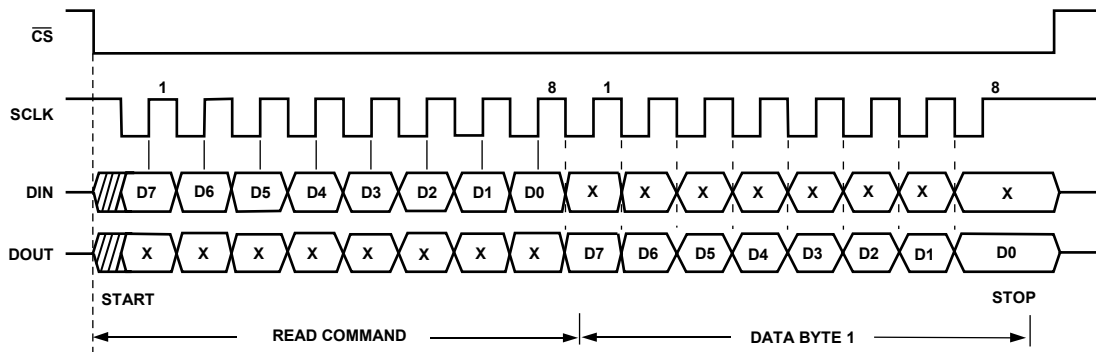 CS
1 8 1 8
SCLK
DIN D7 D6 D5 D4 D3 D2 D1 D0 X X X X X X X X
DOUT X X X X X X X X D7 D6 D5 D4 D3 D2 D1 D0
START STOP
READ COMMAND DATA BYTE 1